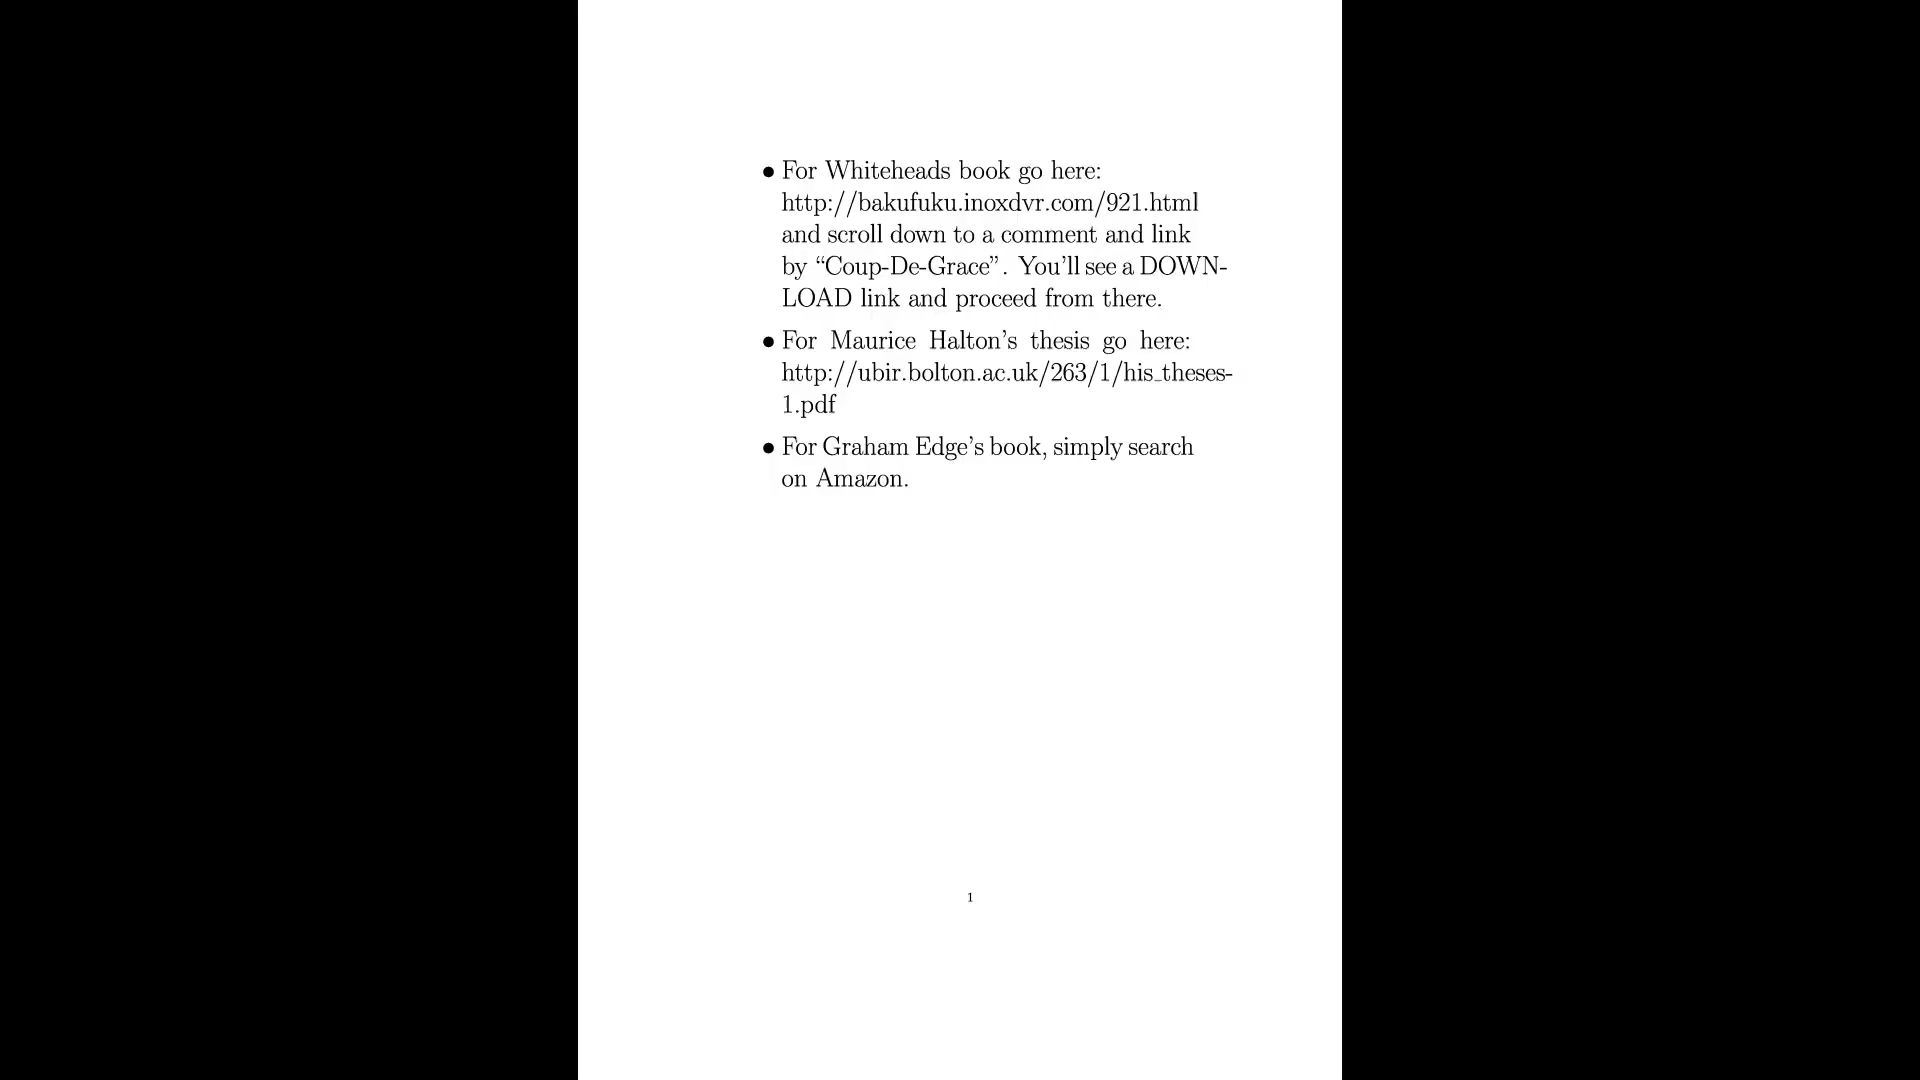 • For Whiteheads book go here:
http://bakufuku.inoxdvr.com/921.html
and scroll down to a comment and link
by “Coup-De-Grace”. You’ll see a DOWN-
LOAD link and proceed from there.
• For Maurice Halton’s thesis go here:
http://ubir.bolton.ac.uk/263/1/his_theses-
1.pdf
• For Graham Edge’s book, simply search
on Amazon.
1